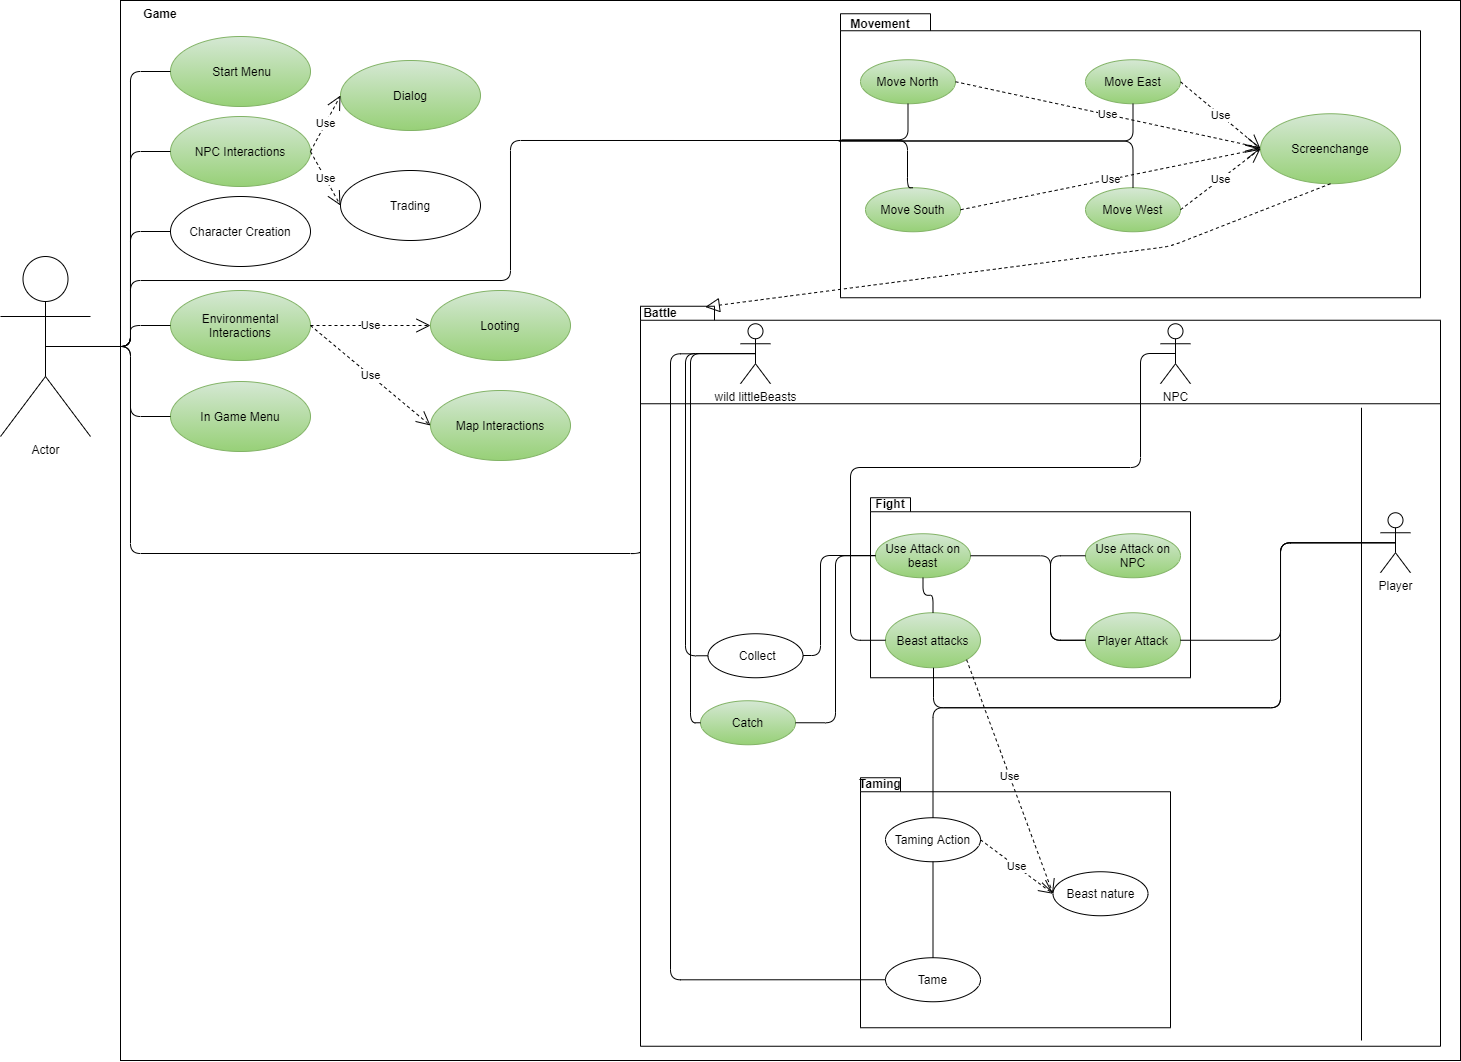 Game
Movement
Start Menu
Move North
Move East
Dialog
Use
Use
Use
NPC Interactions
Screenchange
Use
Use
Use
Trading
Move South
Move West
Character Creation
Battle
Environmental
Interactions
Use
Looting
Use
wild littleBeasts
NPC
In Game Menu
Map Interactions
Actor
Fight
Use Attack on
beast
Use Attack on
NPC
Player
Beast attacks
Player Attack
Collect
Catch
Use
Taming
Taming Action
Use
Beast nature
Tame